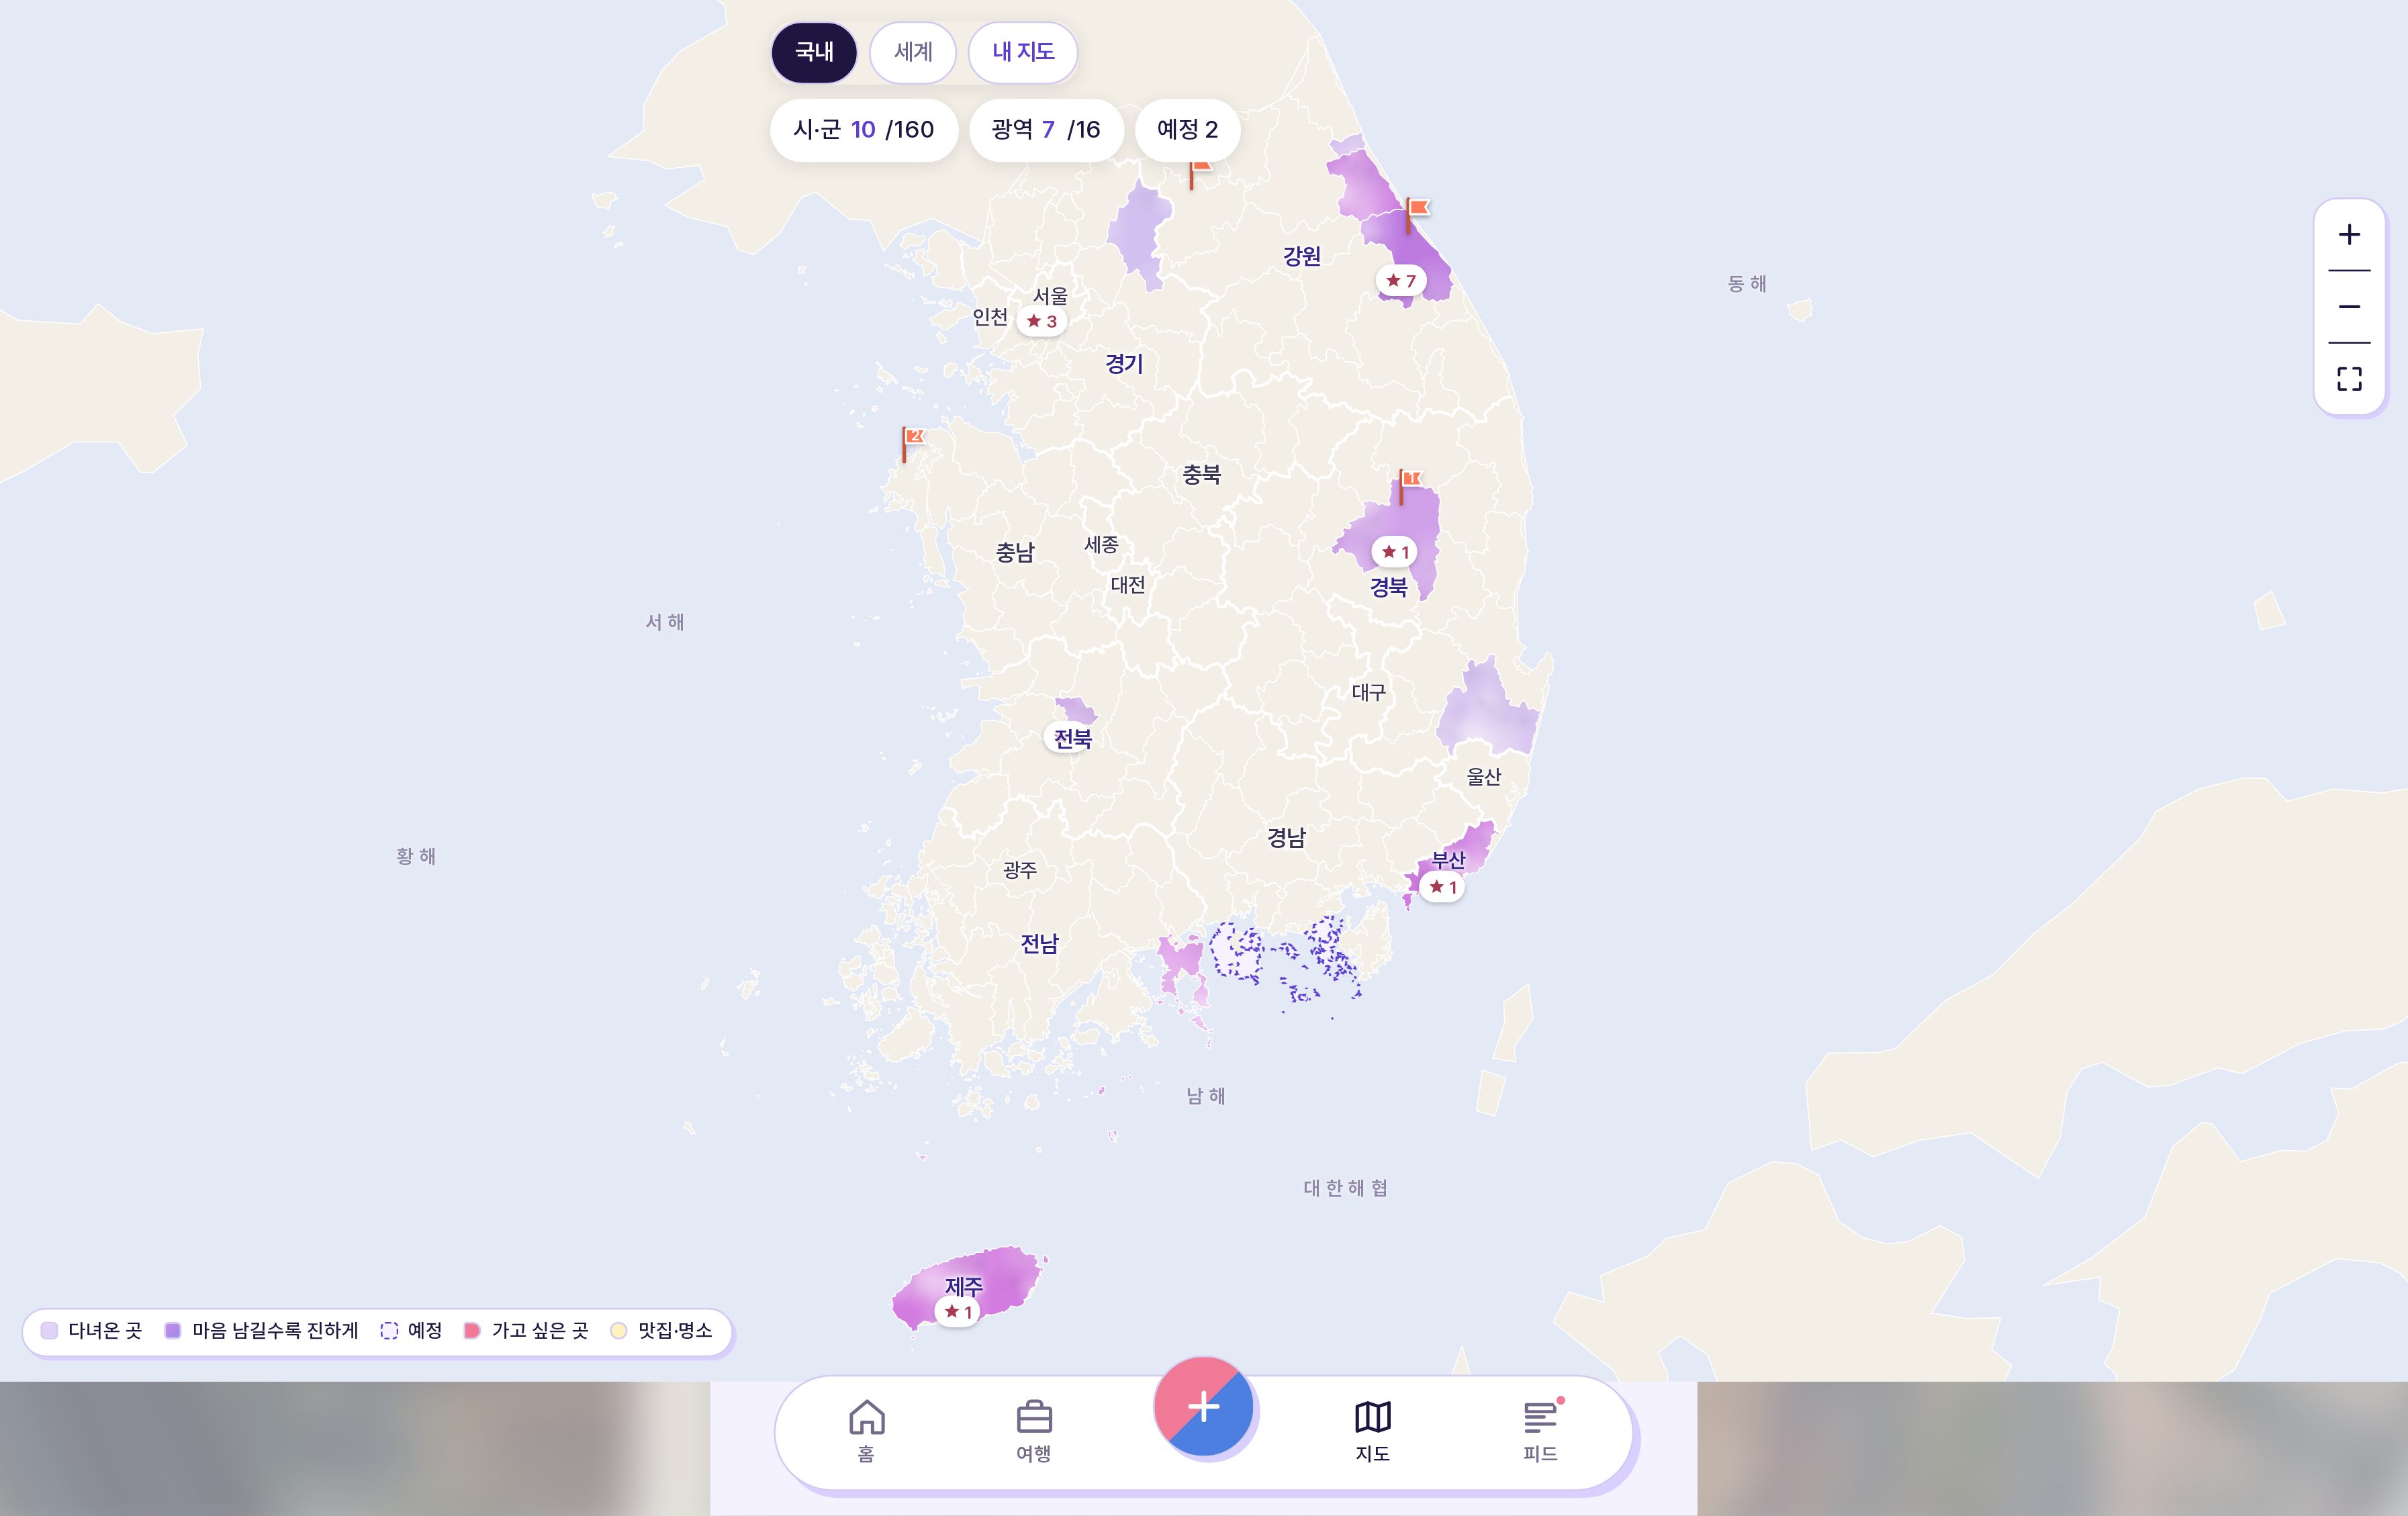 국내 세계 내 지도
시·군 10 /160 광역 7 /16 예정 2
강원
동해
7
서울
인천
3
경기
2
충북
1
세종
충남
1
대전
경북
서해
대구
전북
울산
경남
황해
부산
광주
1
전남
남해
대한해협
제주
1
다녀온 곳 마음 남길수록 진하게 예정 가고 싶은 곳 맛집·명소
홈 여행 지도 피드